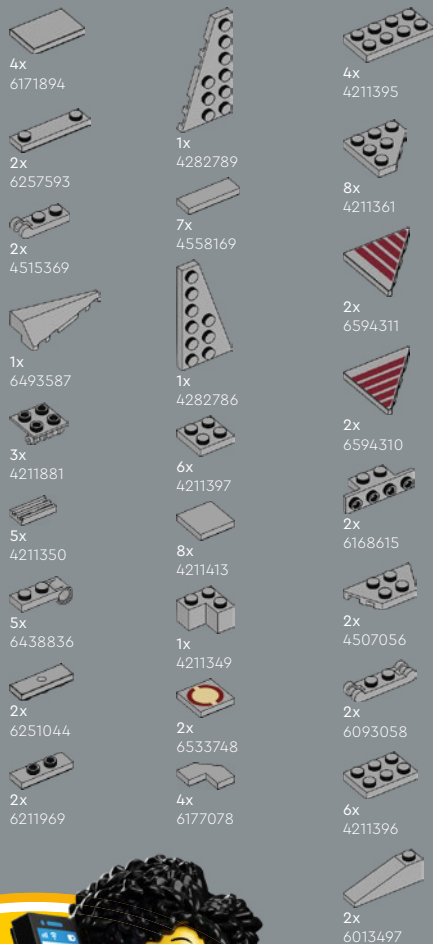 4x
6171894
2x
6257593
2x
4515369
1x
6493587
3x
4211881
5x
4211350
5x
6438836
2x
6251044
2x
6211969
1x
4282789
7x
4558169
1x
4282786
6x
4211397
8x
4211413
1x
4211349
2x
6533748
4x
6177078
4x
4211395
8x
4211361
2x
6594311
2x
6594310
2x
6168615
2x
4507056
2x
6093058
6x
4211396
2x
6013497